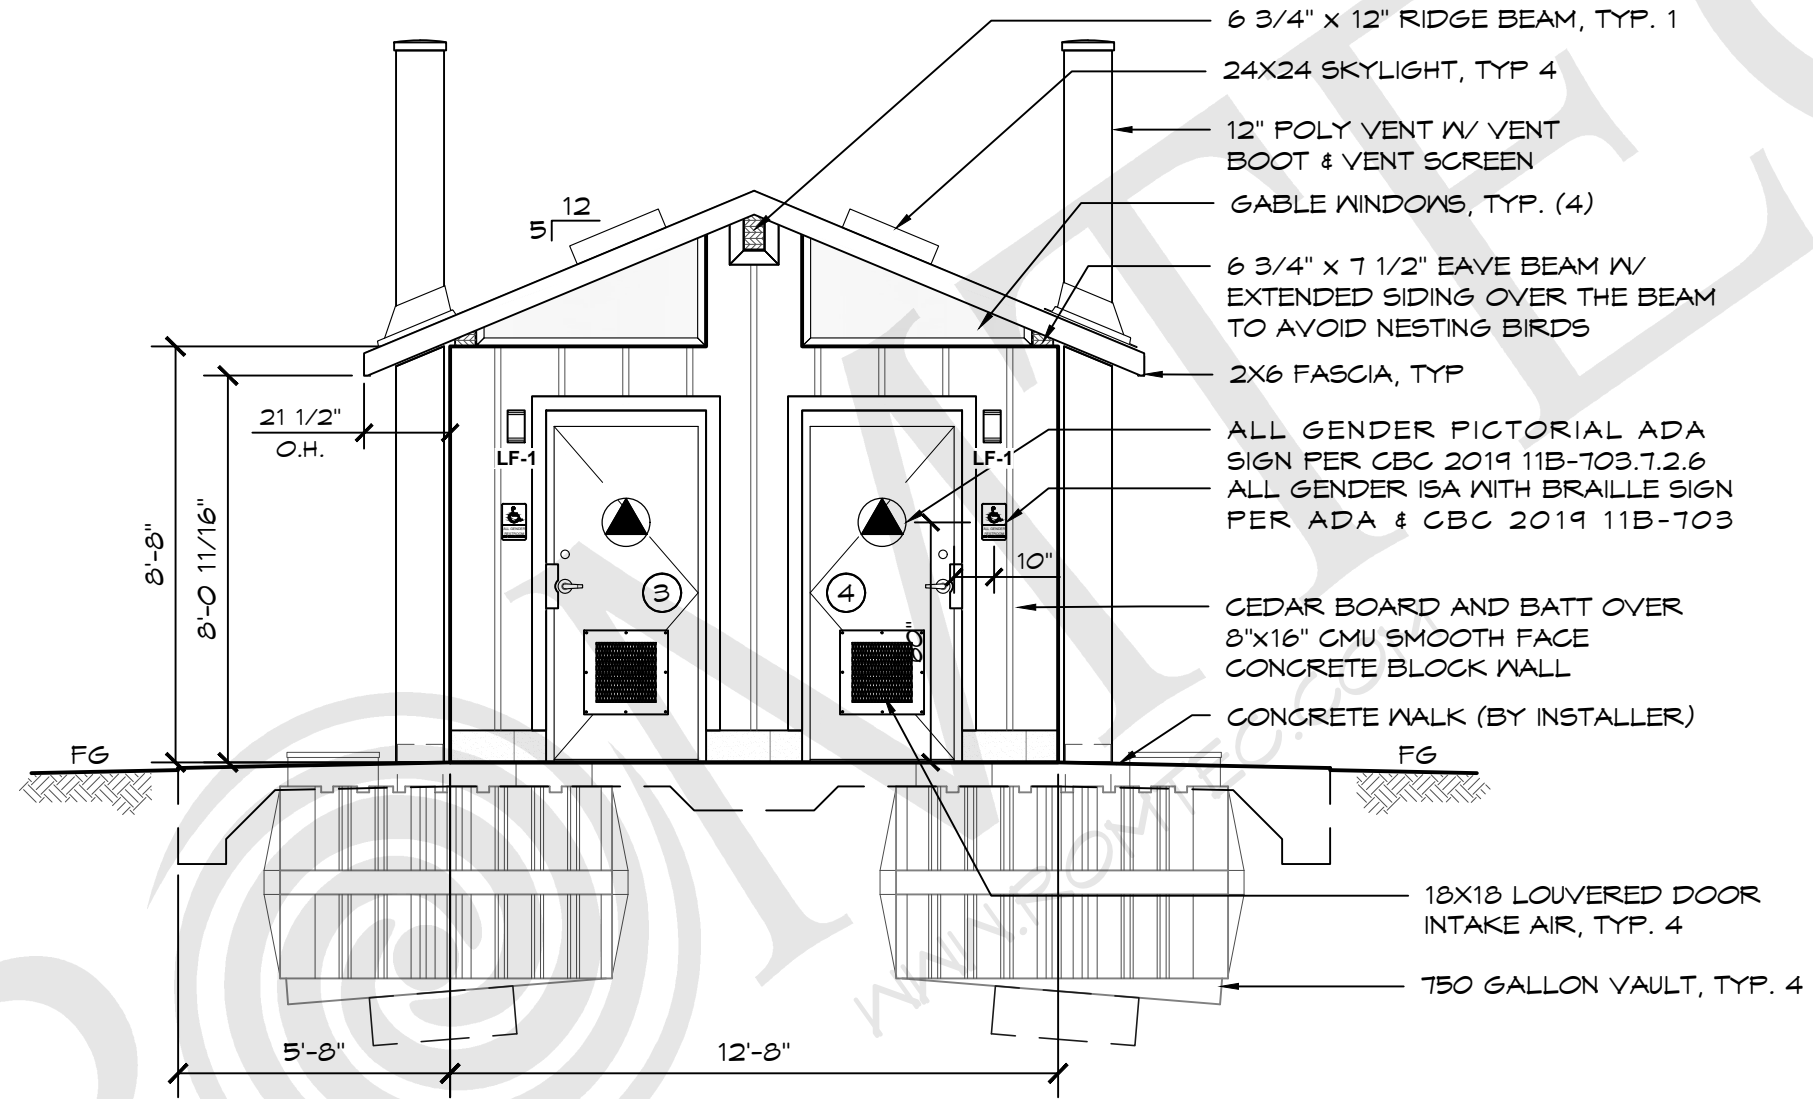 6 3/4" x 12" RIDGE BEAM, TYP. 1
24X24 SKYLIGHT, TYP 4
12" POLY VENT W/ VENT
BOOT & VENT SCREEN
GABLE WINDOWS, TYP. (4)
12
5
6 3/4" x 7 1/2" EAVE BEAM W/
EXTENDED SIDING OVER THE BEAM
TO AVOID NESTING BIRDS
2X6 FASCIA, TYP
21 1/2"
O.H.
LF-1
LF-1
ALL GENDER PICTORIAL ADA
SIGN PER CBC 2019 11B-703.7.2.6
ALL GENDER ISA WITH BRAILLE SIGN
PER ADA & CBC 2019 11B-703
8'-8"
8'-0 11/16"
10"
3
4
CEDAR BOARD AND BATT OVER
8"x16" CMU SMOOTH FACE
CONCRETE BLOCK WALL
CONCRETE WALK (BY INSTALLER)
FG
FG
18X18 LOUVERED DOOR
INTAKE AIR, TYP. 4
750 GALLON VAULT, TYP. 4
5'-8"
12'-8"
WWW.ROMTEC.COM